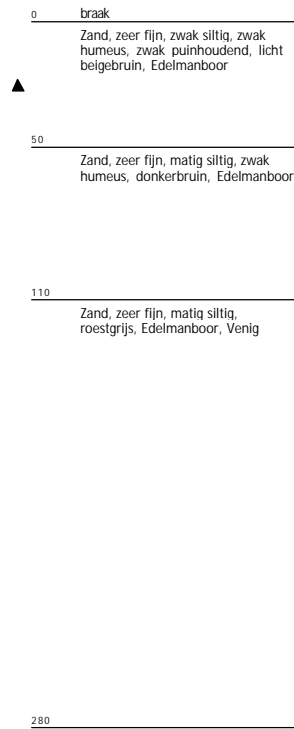 0 braak
Zand, zeer fijn, zwak siltig, zwak
humeus, zwak puinhoudend, licht
beigebruin, Edelmanboor
50
Zand, zeer fijn, matig siltig, zwak
humeus, donkerbruin, Edelmanboor
110
Zand, zeer fijn, matig siltig,
roestgrijs, Edelmanboor, Venig
280